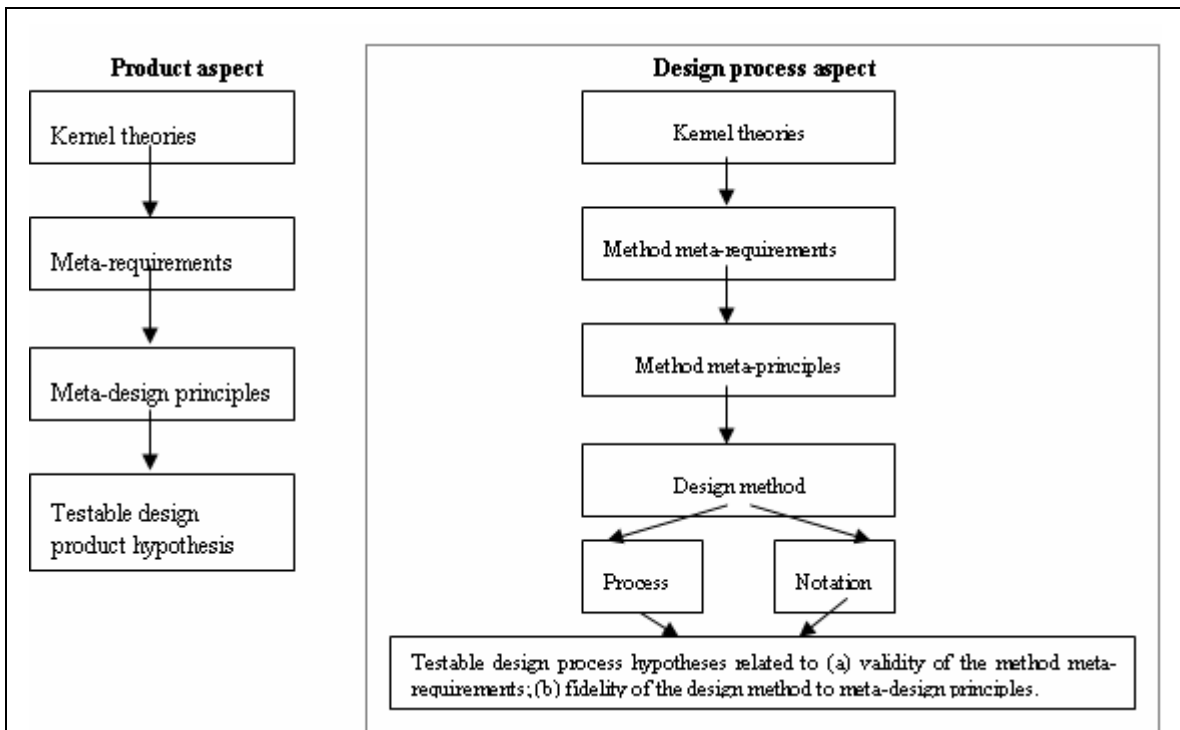 Product aspect
Kernel theories
Meta-requirements
Meta-design principles
Testable design
product hypothesis
Design process aspect
Kernel theories
Method meta-requirements
Method meta-principles
Design method
Process
Notation
Testable design process hypotheses related to (a) validity of the method meta-
requirements; (b) fidelity of the design method to meta-design principles.